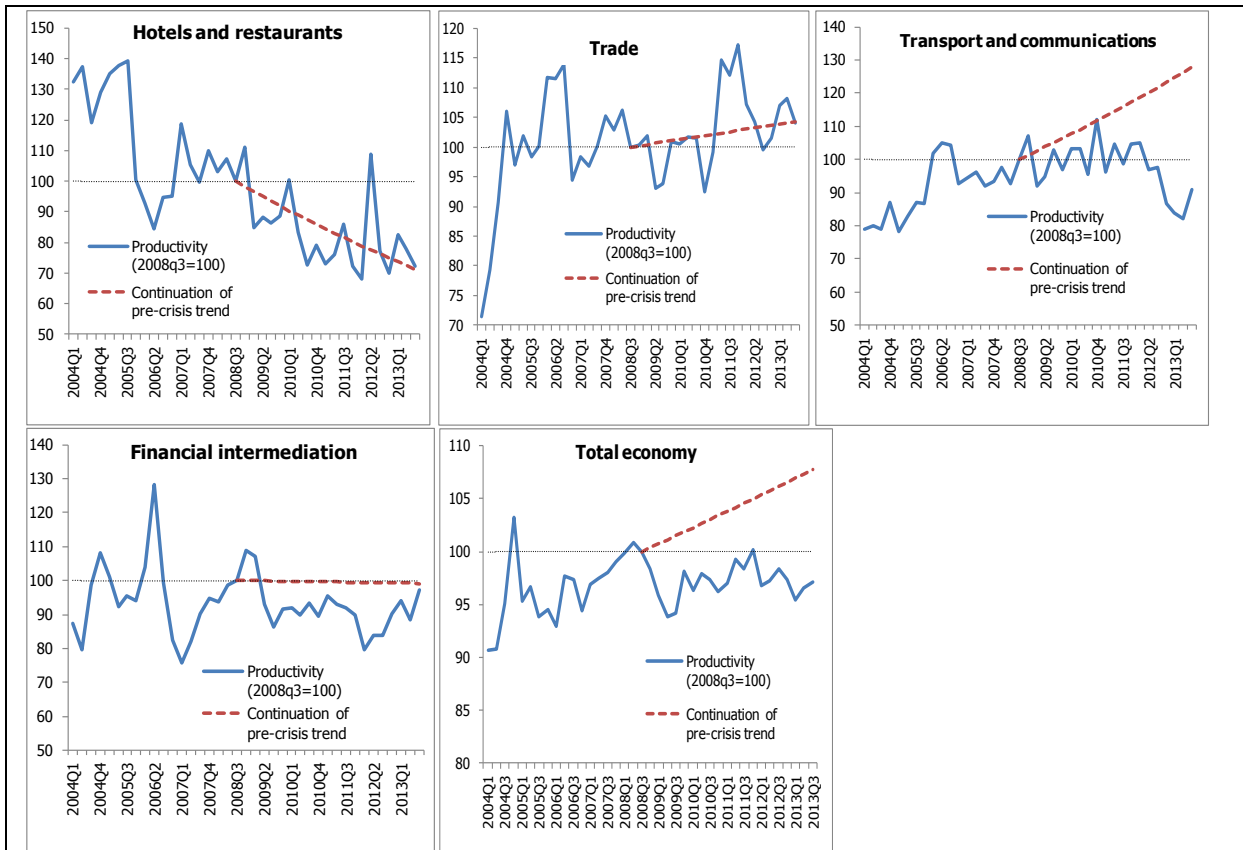 Hotels and restaurants
150
140
130
120
110
100
90
80
70
60
50
Productivity
(2008q3=100)
Continuation of
pre-crisis trend
2004Q1
2004Q4
2005Q3
2006Q2
2007Q1
2007Q4
2008Q3
2009Q2
2010Q1
2010Q4
2011Q3
2012Q2
2013Q1
Trade
120
115
110
105
100
95
90
85
80
75
70
Productivity
(2008q3=100)
Continuation of
pre-crisis trend
2004Q1
2004Q4
2005Q3
2006Q2
2007Q1
2007Q4
2008Q3
2009Q2
2010Q1
2010Q4
2011Q3
2012Q2
2013Q1
Transport and communications
140
130
120
110
100
90
80
70
60
50
Productivity
(2008q3=100)
Continuation of
pre-crisis trend
2004Q1
2004Q4
2005Q3
2006Q2
2007Q1
2007Q4
2008Q3
2009Q2
2010Q1
2010Q4
2011Q3
2012Q2
2013Q1
Financial intermediation
140
130
120
110
100
90
80
70
60
50
Productivity
(2008q3=100)
Continuation of
pre-crisis trend
2004Q1
2004Q4
2005Q3
2006Q2
2007Q1
2007Q4
2008Q3
2009Q2
2010Q1
2010Q4
2011Q3
2012Q2
2013Q1
Total economy
110
105
100
95
90
85
80
Productivity
(2008q3=100)
Continuation of
pre-crisis trend
2004Q1
2004Q3
2005Q1
2005Q3
2006Q1
2006Q3
2007Q1
2007Q3
2008Q1
2008Q3
2009Q1
2009Q3
2010Q1
2010Q3
2011Q1
2011Q3
2012Q1
2012Q3
2013Q1
2013Q3